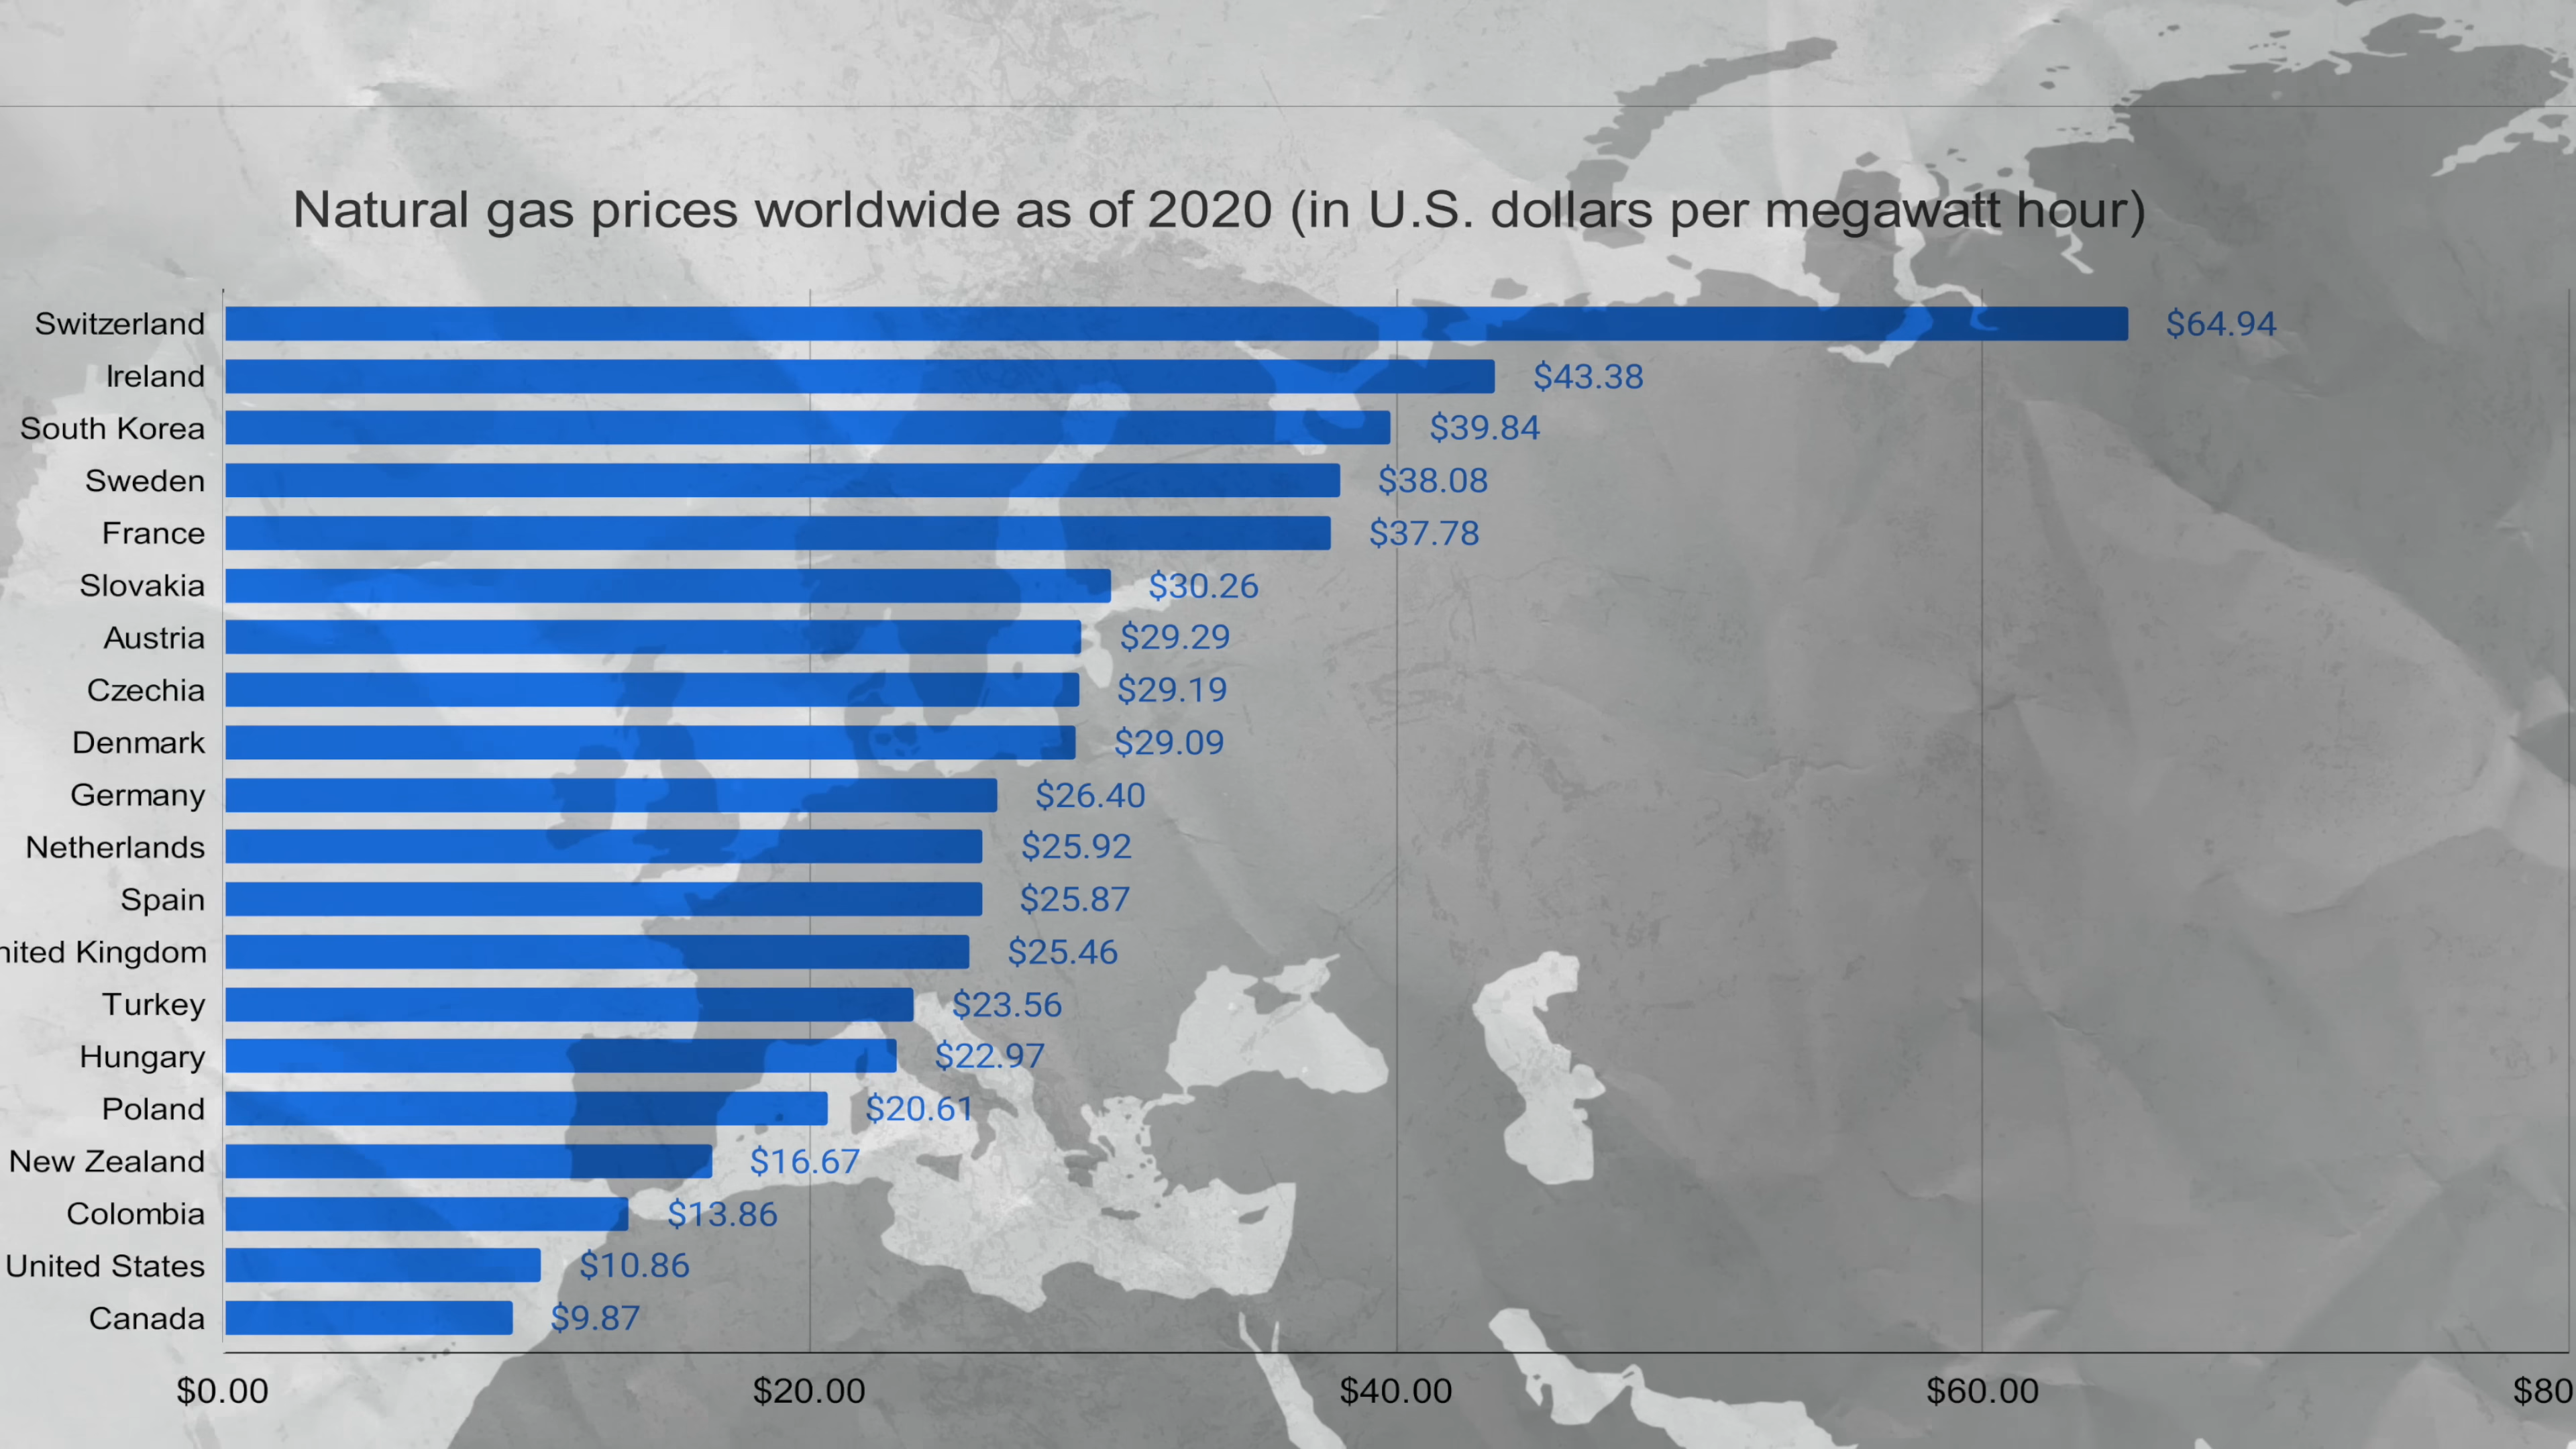 Natural gas prices worldwide as of 2020 (in U.S. dollars per megawatt hour)
Switzerland $64.94
Ireland $43.38
South Korea $39.84
Sweden $38.08
France $37.78
Slovakia $30.26
Austria $29.29
Czechia $29.19
Denmark $29.09
Germany $26.40
Netherlands $25.92
Spain $25.87
nited Kingdom $25.46
Turkey $23.56
Hungary $22.97
Poland $20.61
New Zealand $16.67
Colombia $13.86
United States $10.86
Canada $9.87
$0.00 $20.00 $40.00 $60.00 $80